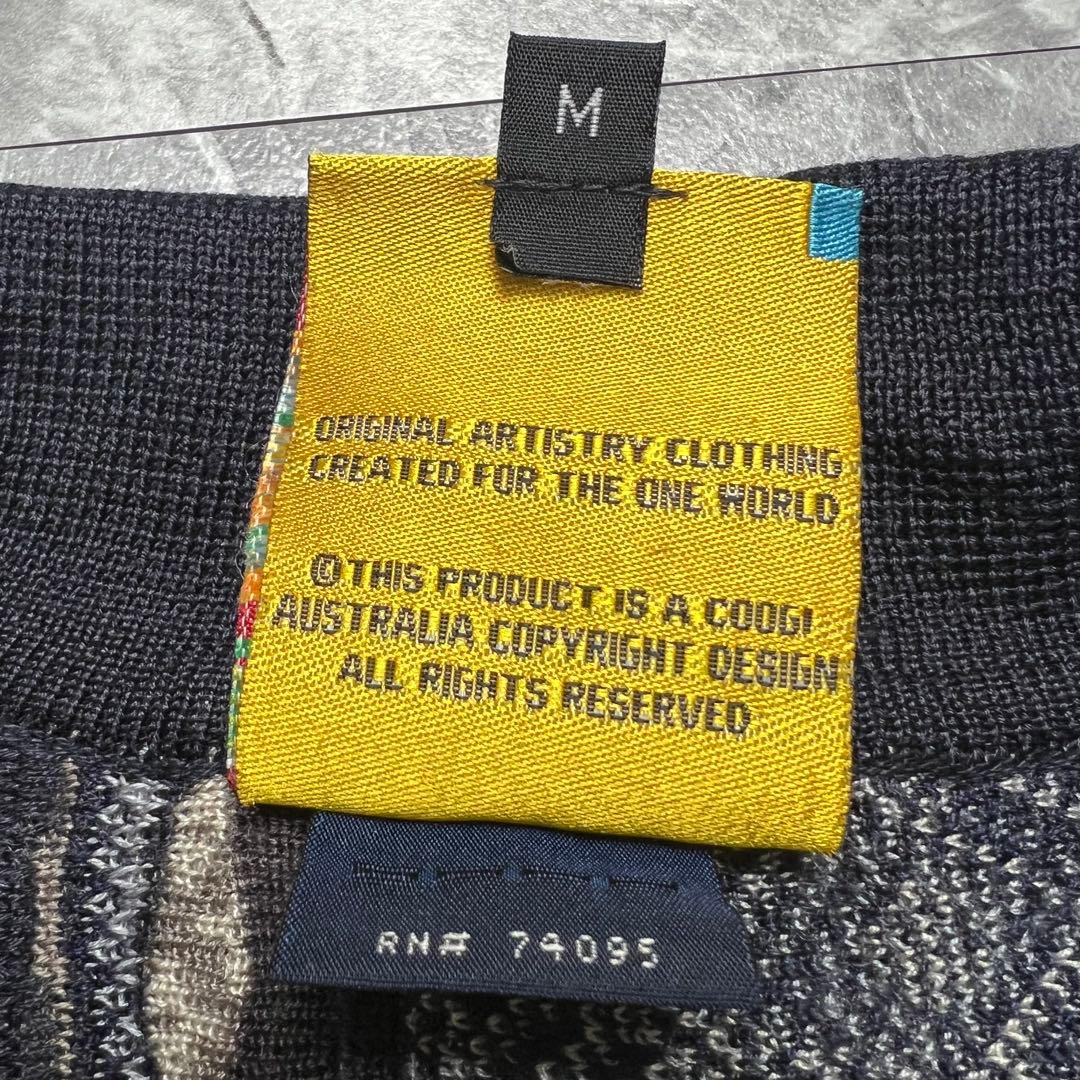 M
ORIGINAL ARTISTRY CLOTHING
CREATED FOR THE ONE WORLD
© THIS PRODUCT IS A COOGI
AUSTRALIA COPYRIGHT DESIGN
ALL RIGHTS RESERVED
RN# 74095